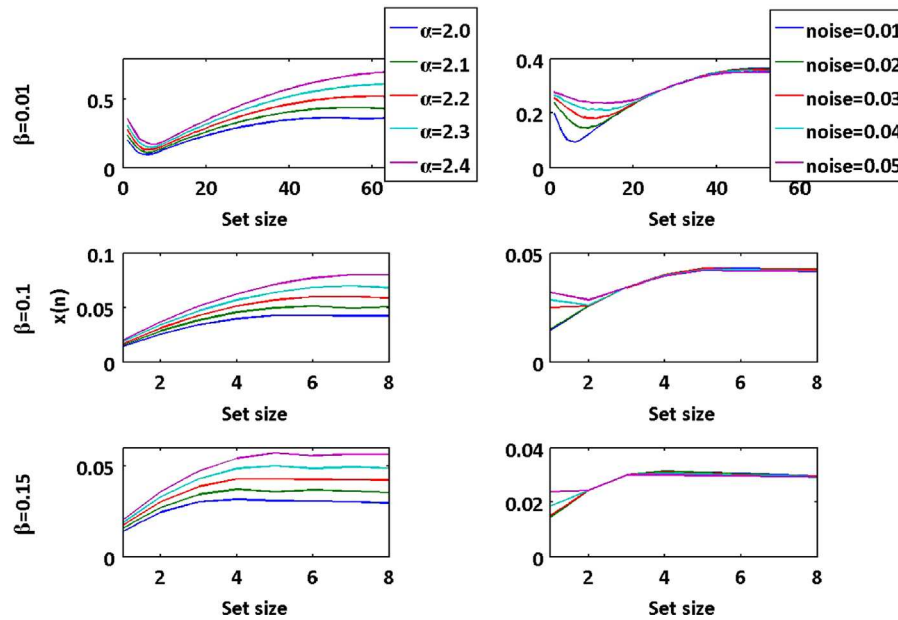 α=2.0
α=2.1
α=2.2
α=2.3
α=2.4
noise=0.01
noise=0.02
noise=0.03
noise=0.04
noise=0.05
β=0.01
0.5
0
0 20 40 60
Set size
0.4
0.2
0
0 20 40 60
Set size
β=0.1
x(n)
0.1
0.05
0
2 4 6 8
Set size
0.05
0
2 4 6 8
Set size
β=0.15
0.05
0
2 4 6 8
Set size
0.04
0.02
0
2 4 6 8
Set size